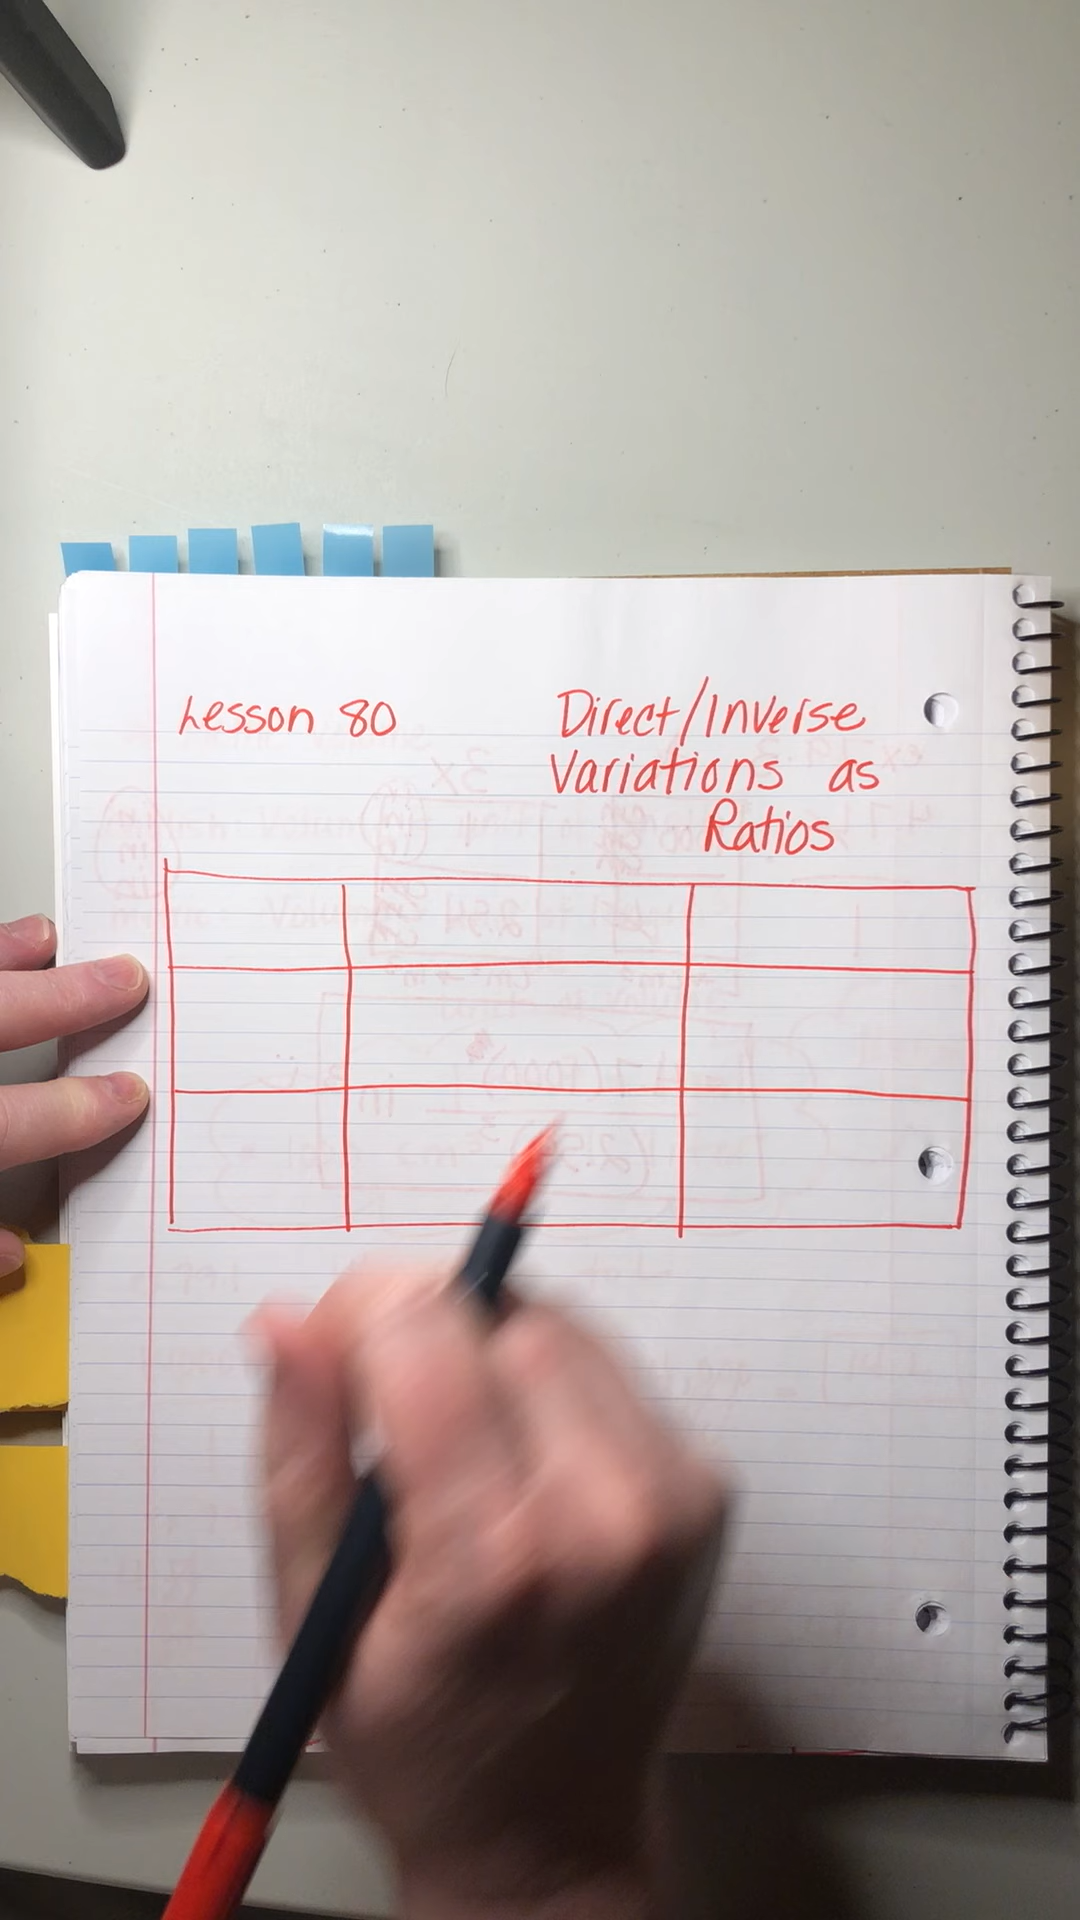 Lesson 80
Direct/Inverse
Variations as
Ratios